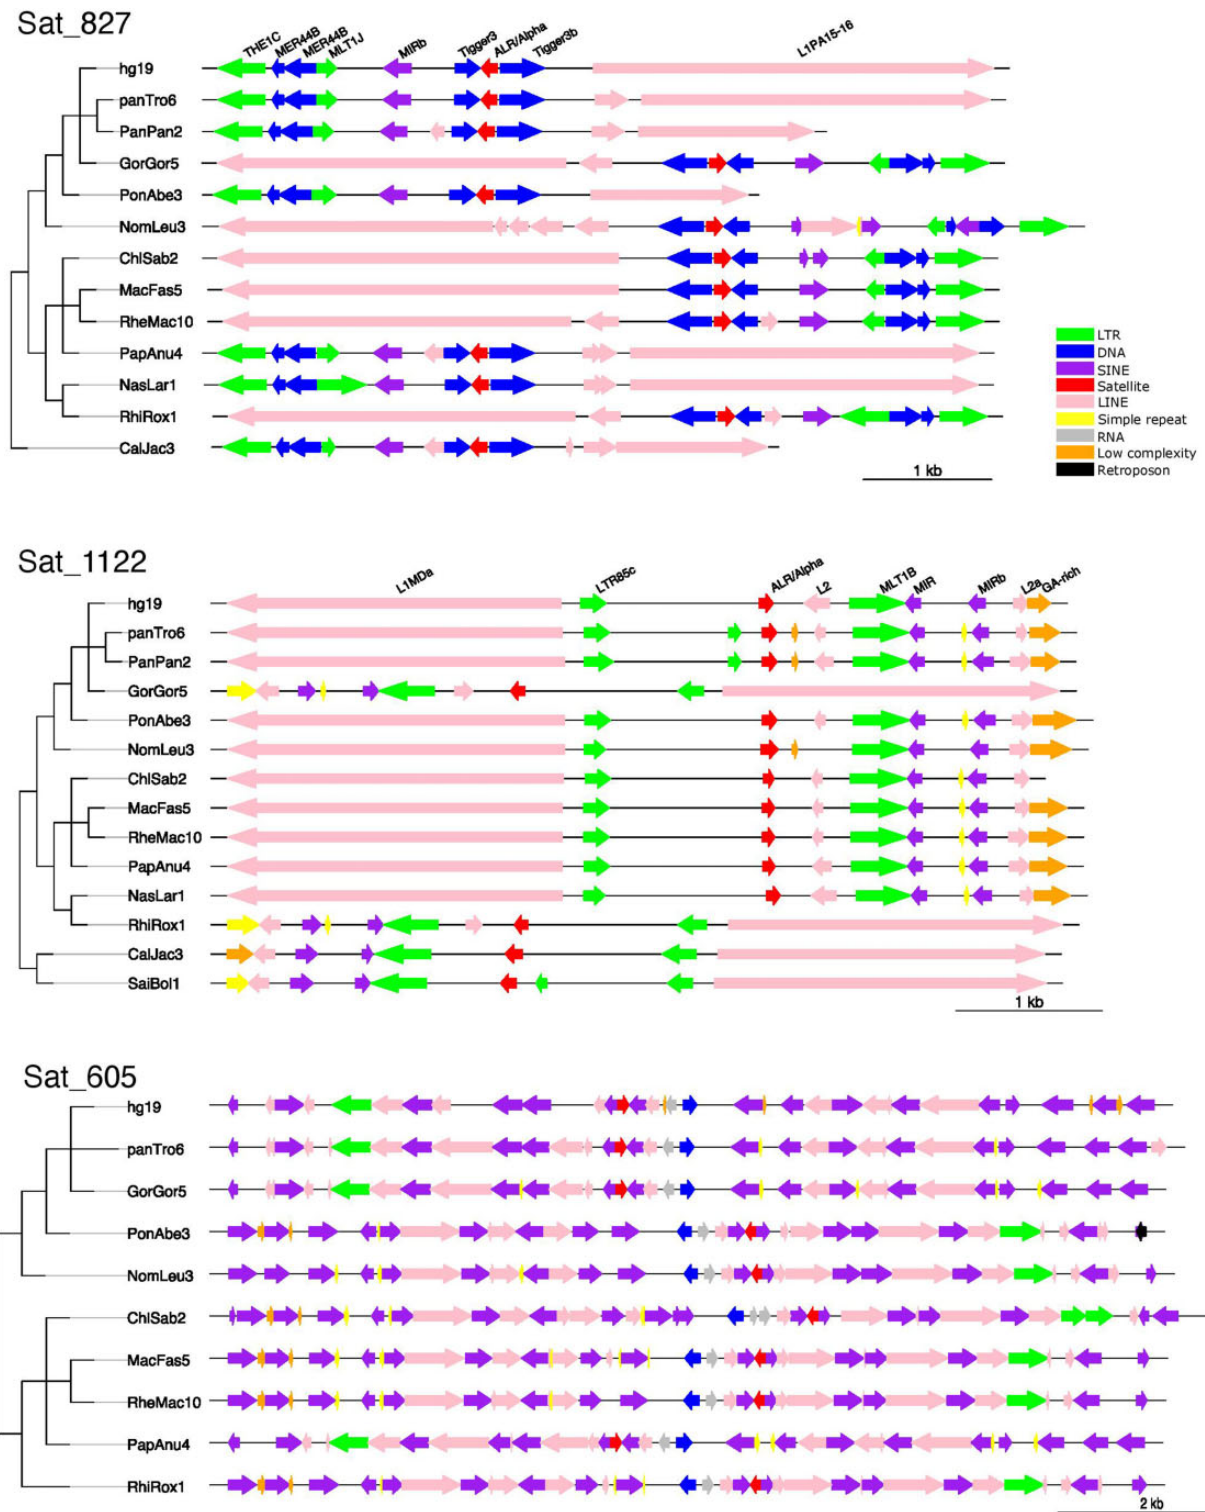 Sat_827
THE1C MER44B MER44B MLT1J MIRb Tigger3 ALR/Alpha Tigger3b L1PA15-16
hg19
panTro6
PanPan2
GorGor5
PonAbe3
NomLeu3
ChlSab2
MacFas5
RheMac10
PapAnu4
NasLar1
RhiRox1
CalJac3
LTR
DNA
SINE
Satellite
LINE
Simple repeat
RNA
Low complexity
Retroposon
1 kb
Sat_1122
L1MDa LTR85c ALR/Alpha L2 MLT1B MIR MIRb L2a GA-rich
hg19
panTro6
PanPan2
GorGor5
PonAbe3
NomLeu3
ChlSab2
MacFas5
RheMac10
PapAnu4
NasLar1
RhiRox1
CalJac3
SaiBol1
1 kb
Sat_605
hg19
panTro6
GorGor5
PonAbe3
NomLeu3
ChlSab2
MacFas5
RheMac10
PapAnu4
RhiRox1
2 kb